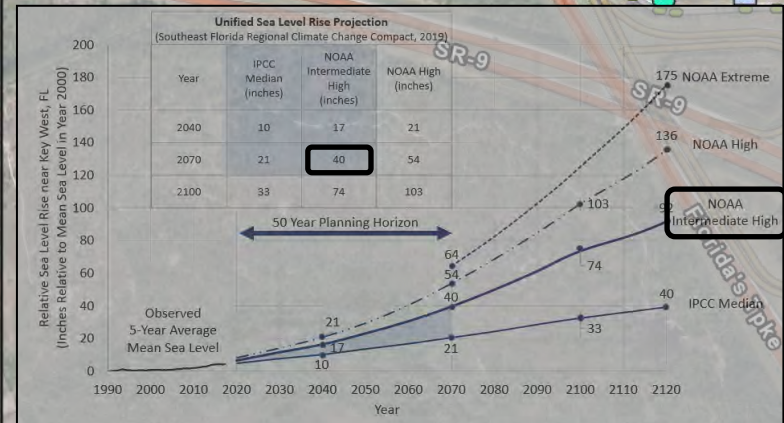 Unified Sea Level Rise Projection
(Southeast Florida Regional Climate Change Compact, 2019)
Year
IPCC Median (inches)
NOAA Intermediate High (inches)
NOAA High (inches)
2040 10 17 21
2070 21 40 54
2100 33 74 103
SR-9
SR-9
Florida's Tpke
Relative Sea Level Rise near Key West, FL
(Inches Relative to Mean Sea Level in Year 2000)
200
180
160
140
120
100
80
60
40
20
0
50 Year Planning Horizon
Observed
5-Year Average
Mean Sea Level
175 NOAA Extreme
136
NOAA High
103
92
NOAA
Intermediate High
74
64
54
40
40
IPCC Median
33
21
21
17
10
1990 2000 2010 2020 2030 2040 2050 2060 2070 2080 2090 2100 2110 2120
Year